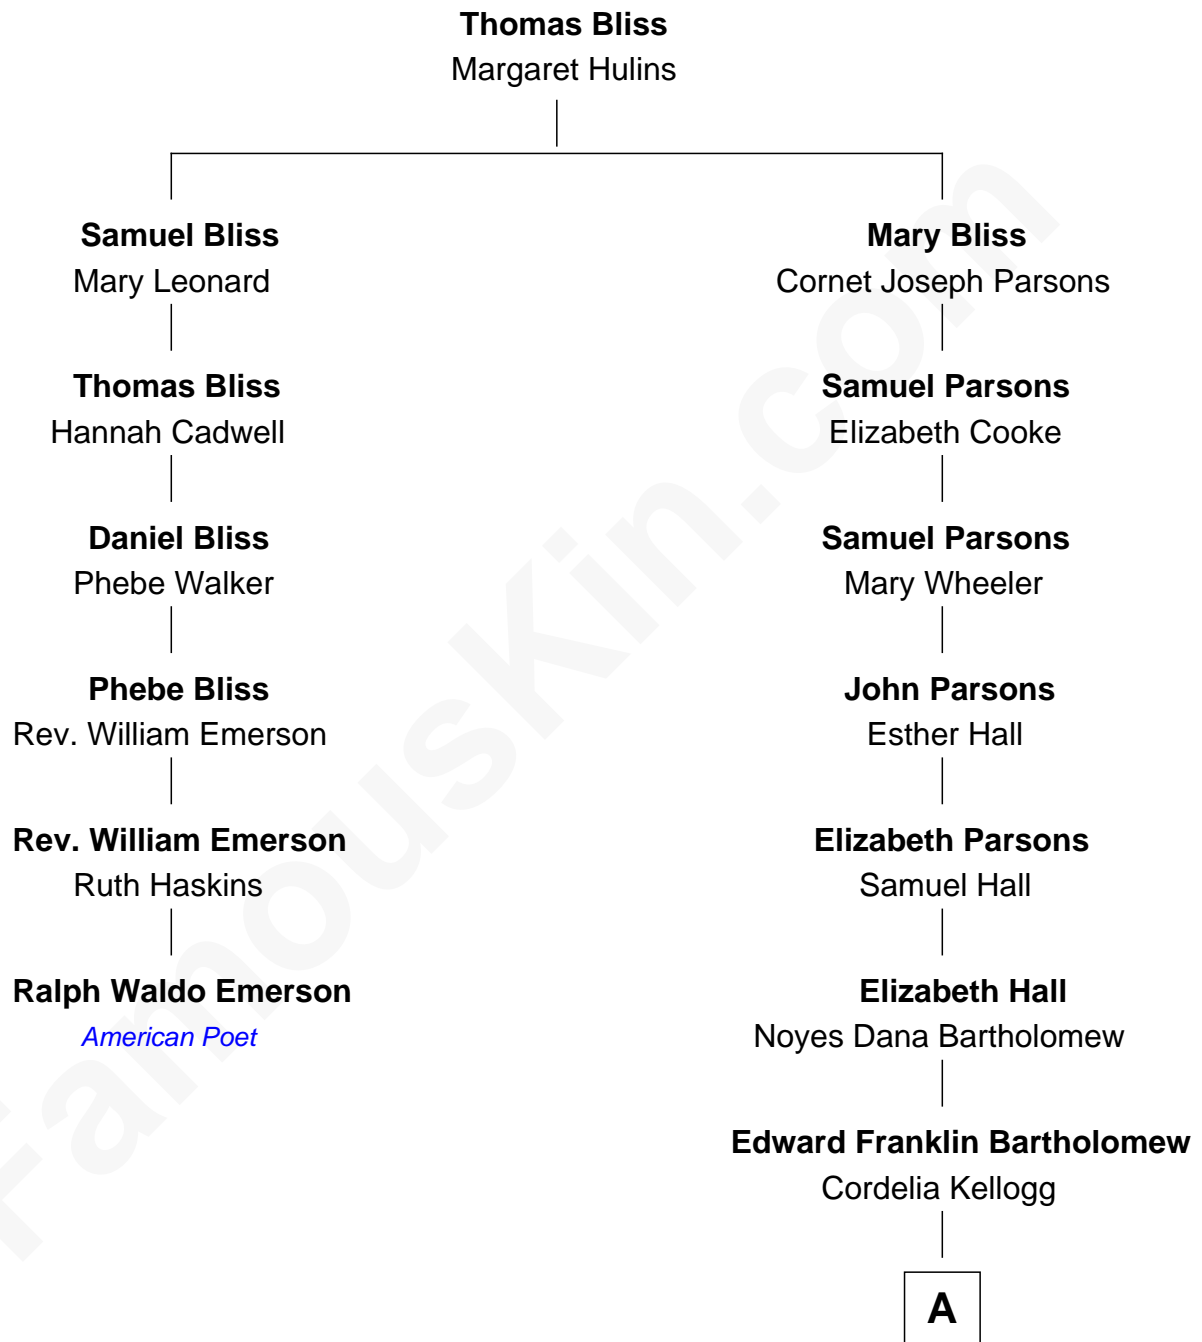 Thomas Bliss
Margaret Hulins
Samuel Bliss
Mary Leonard
Thomas Bliss
Hannah Cadwell
Daniel Bliss
Phebe Walker
Phebe Bliss
Rev. William Emerson
Rev. William Emerson
Ruth Haskins
Ralph Waldo Emerson
American Poet
Mary Bliss
Cornet Joseph Parsons
Samuel Parsons
Elizabeth Cooke
Samuel Parsons
Mary Wheeler
John Parsons
Esther Hall
Elizabeth Parsons
Samuel Hall
Elizabeth Hall
Noyes Dana Bartholomew
Edward Franklin Bartholomew
Cordelia Kellogg
A
FamousKin.com